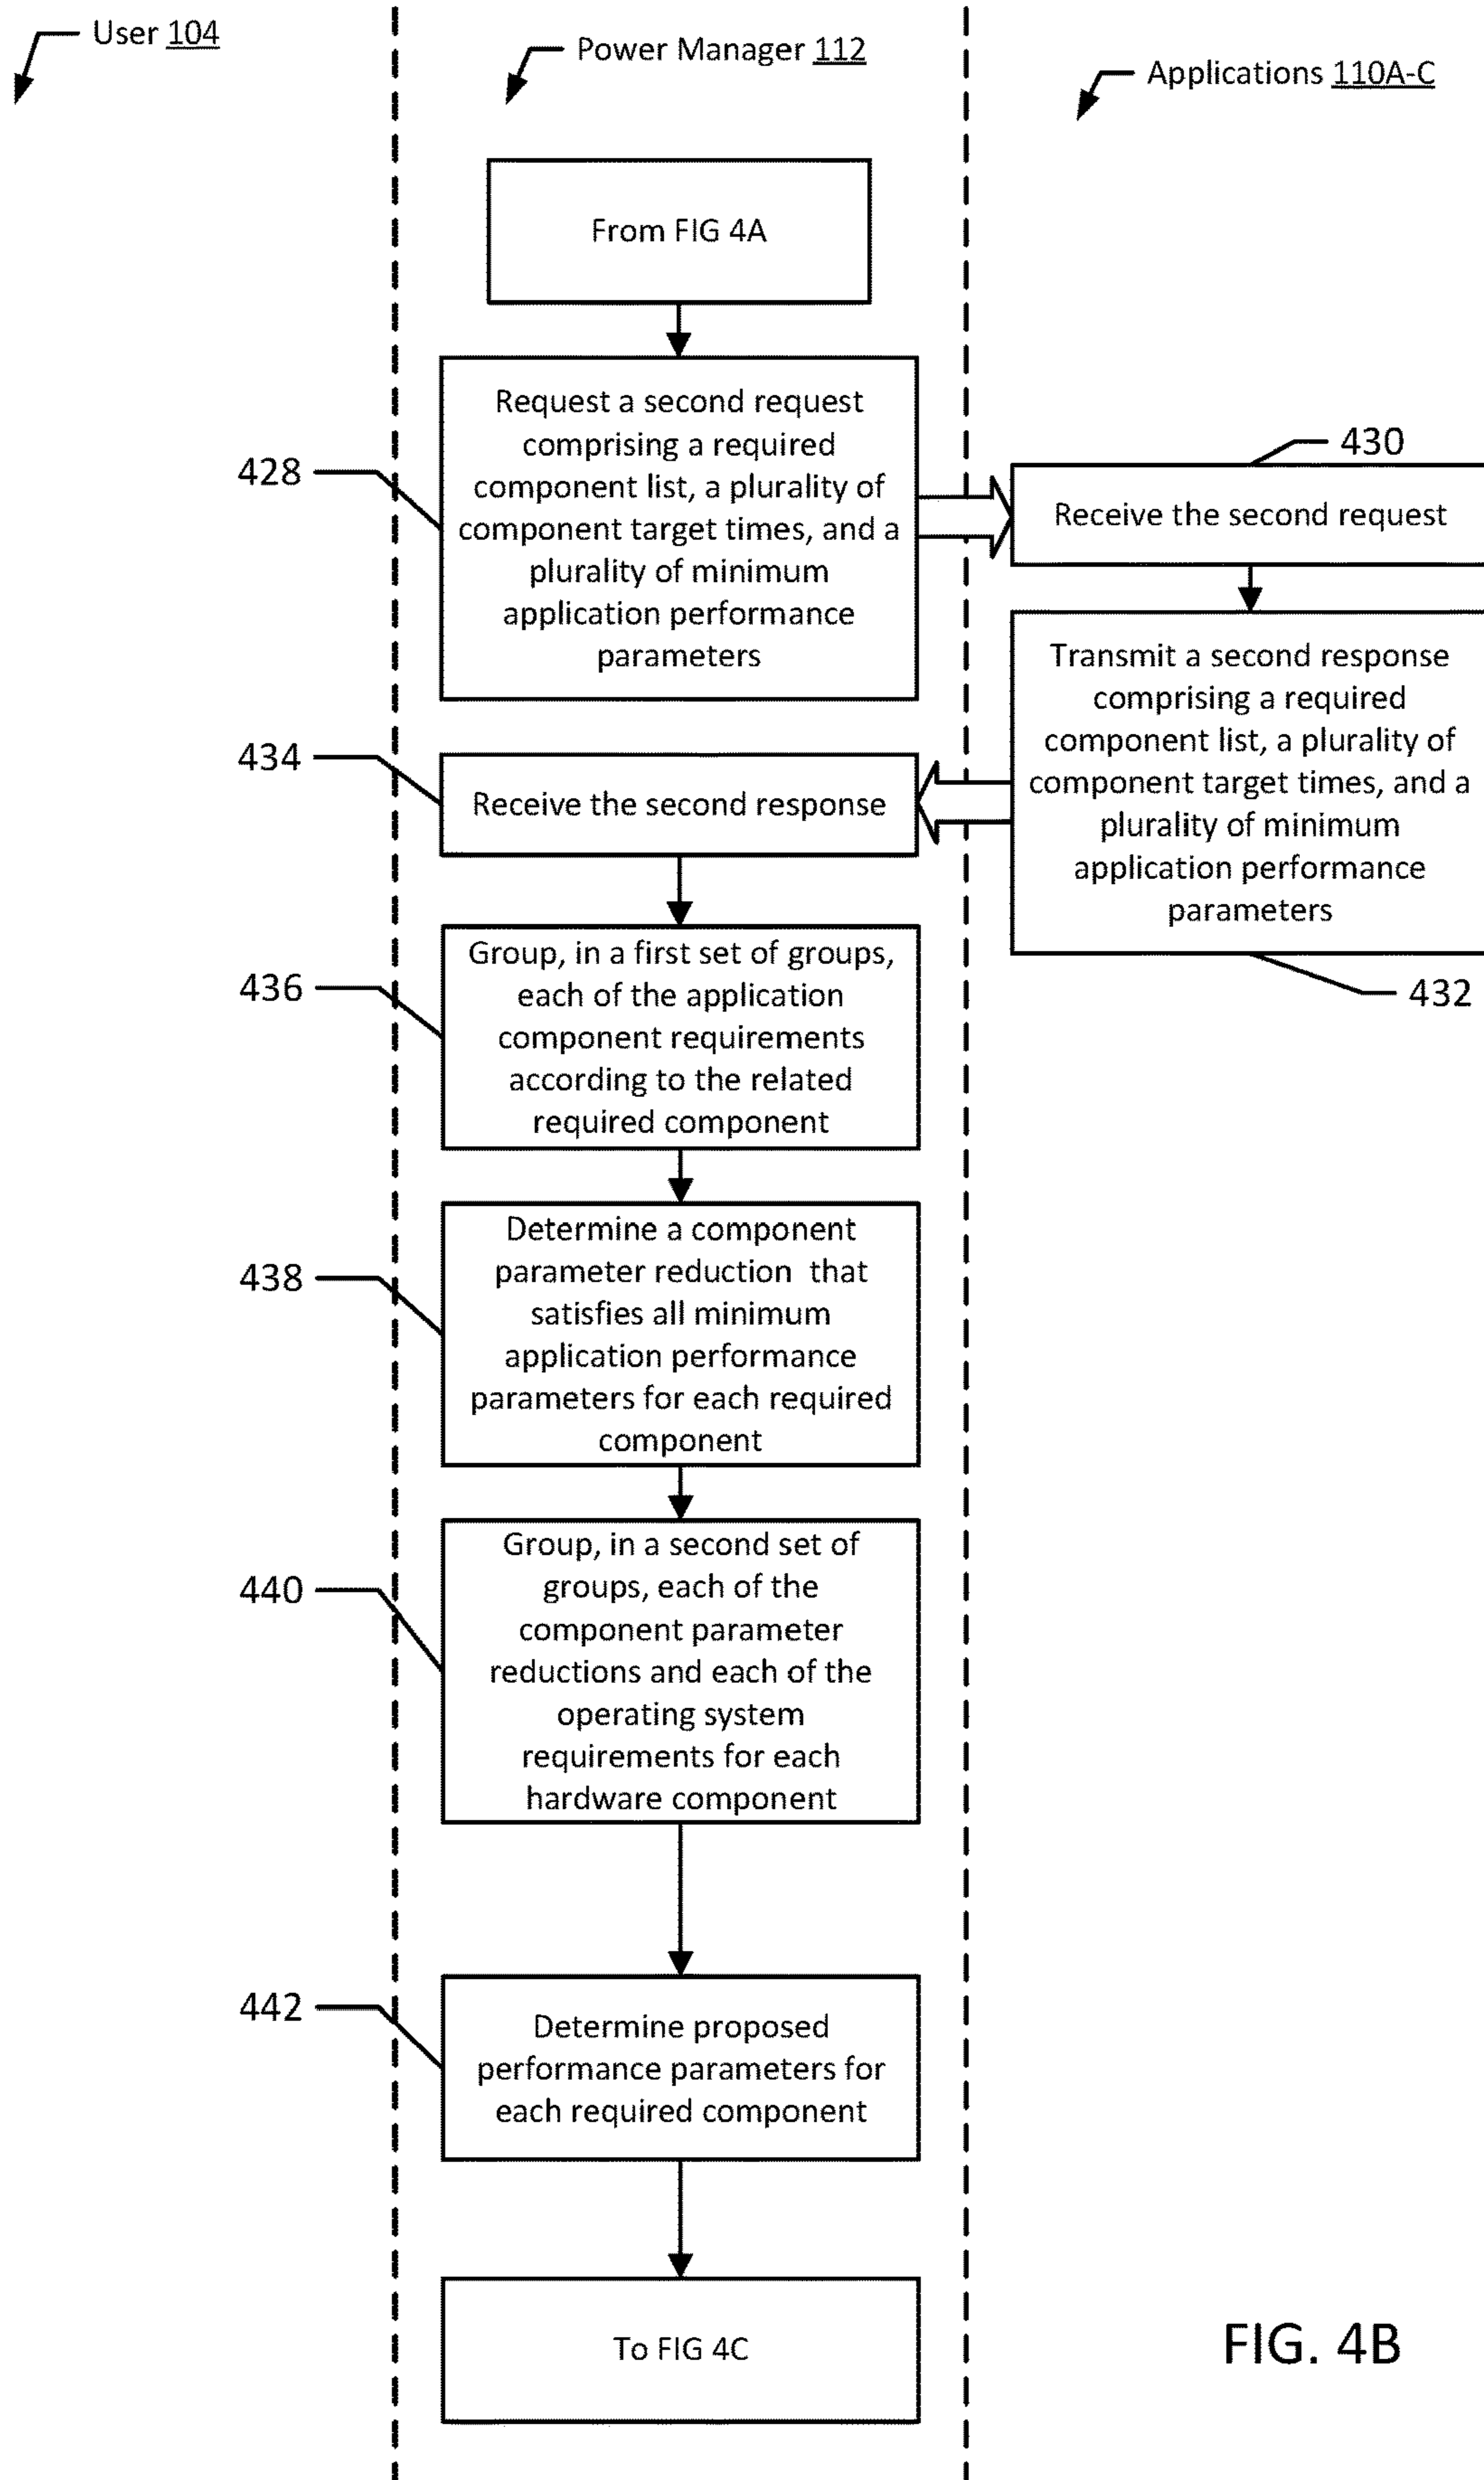 User 104
Power Manager 112
Applications 110A-C
From FIG 4A
428
Request a second request
comprising a required
component list, a plurality of
component target times, and a
plurality of minimum
application performance
parameters
430
Receive the second request
Transmit a second response
comprising a required
component list, a plurality of
component target times, and a
plurality of minimum
application performance
parameters
432
434
Receive the second response
436
Group, in a first set of groups,
each of the application
component requirements
according to the related
required component
438
Determine a component
parameter reduction that
satisfies all minimum
application performance
parameters for each required
component
440
Group, in a second set of
groups, each of the
component parameter
reductions and each of the
operating system
requirements for each
hardware component
442
Determine proposed
performance parameters for
each required component
To FIG 4C
FIG. 4B